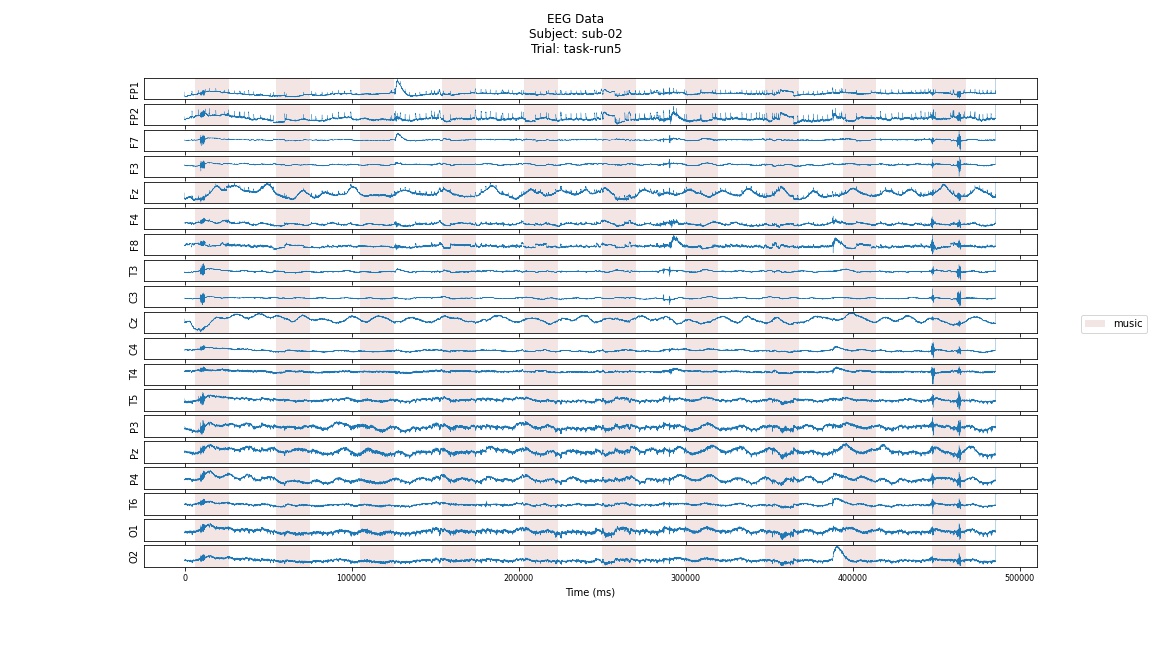 EEG Data
Subject: sub-02
Trial: task-run5
FP1
FP2
F7
F3
Fz
F4
F8
T3
C3
Cz
C4
T4
T5
P3
Pz
P4
T6
O1
O2
music
0 100000 200000 300000 400000 500000
Time (ms)